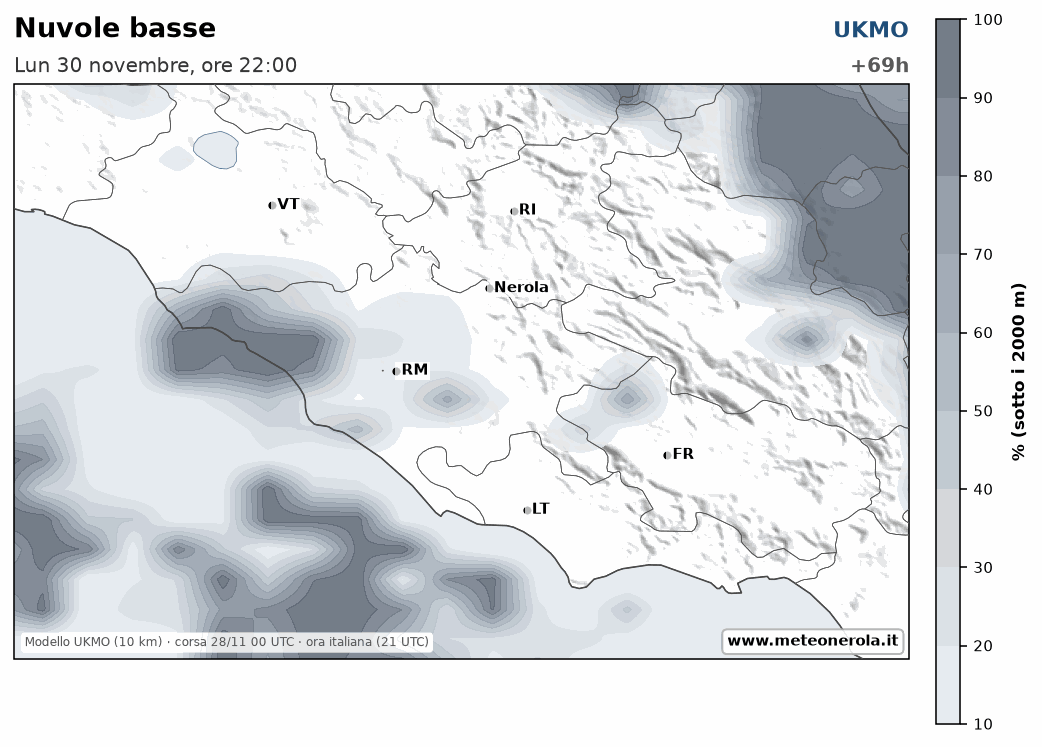 Nuvole basse
UKMO
Lun 30 novembre, ore 22:00
+69h
VT
RI
Nerola
RM
FR
LT
Modello UKMO (10 km) · corsa 28/11 00 UTC · ora italiana (21 UTC)
www.meteonerola.it
100
90
80
70
60
50
40
30
20
10
% (sotto i 2000 m)